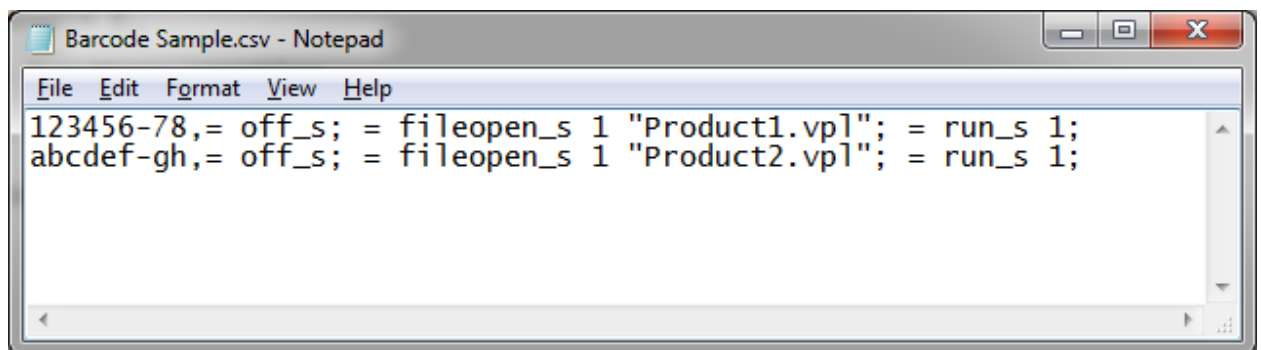 Barcode Sample.csv - Notepad
File Edit Format View Help
123456-78,= off_s; = fileopen_s 1 "Product1.vpl"; = run_s 1;
abcdef-gh,= off_s; = fileopen_s 1 "Product2.vpl"; = run_s 1;